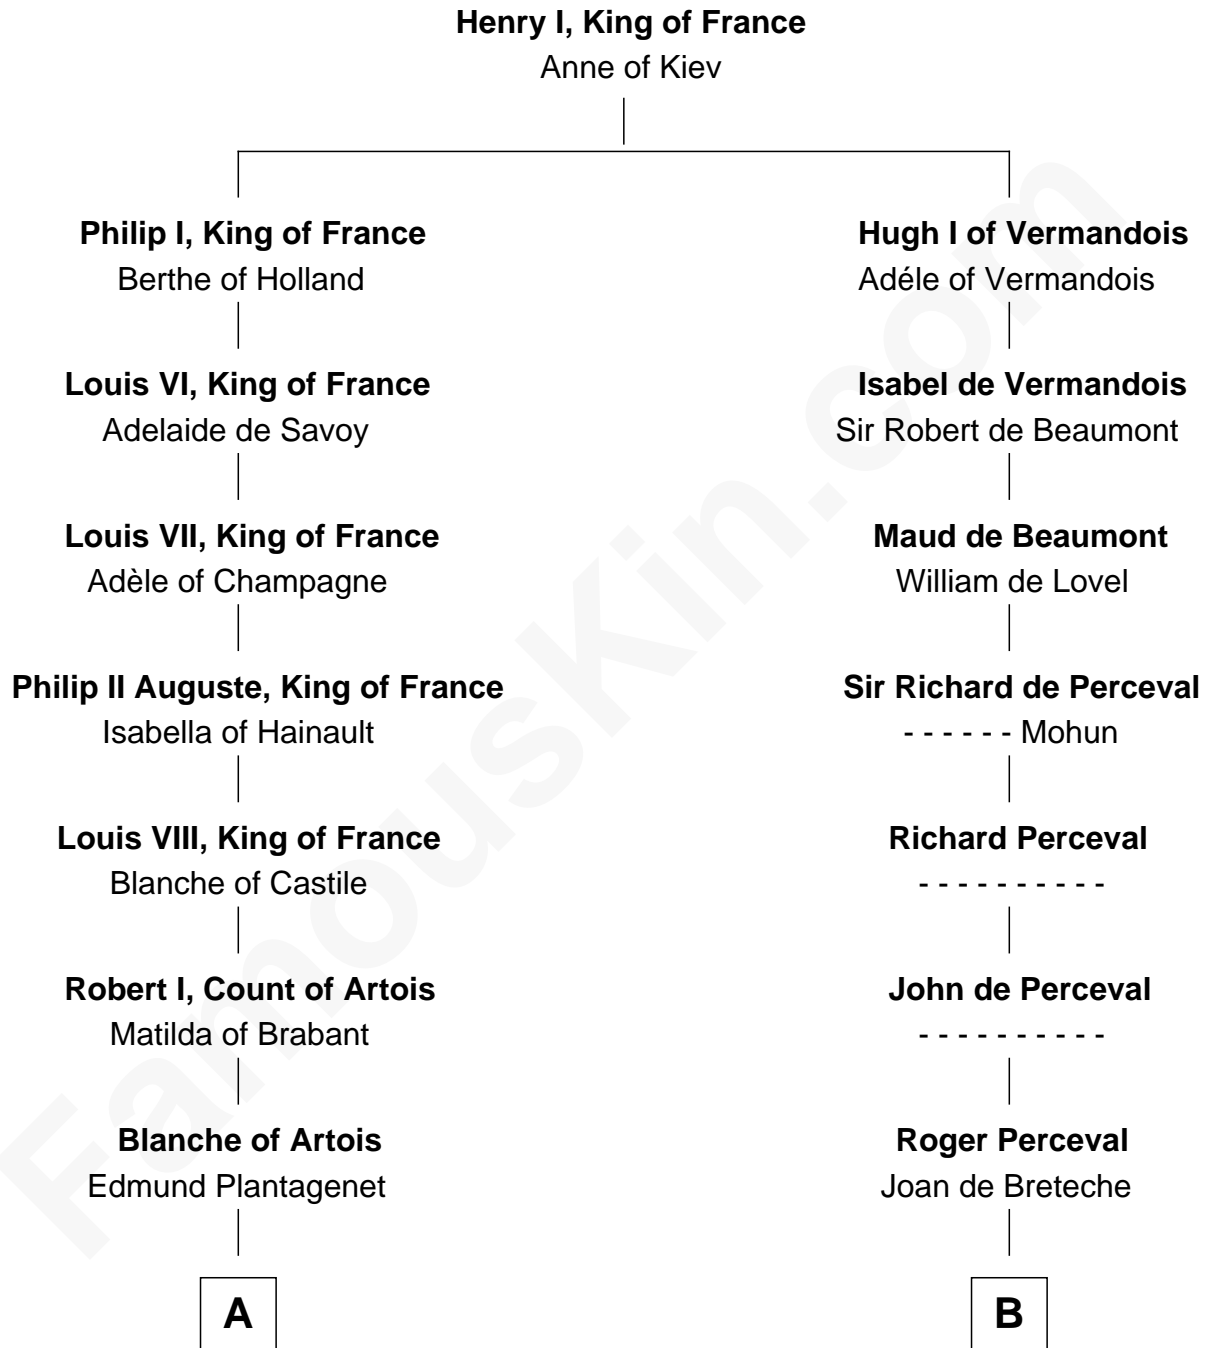 Henry I, King of France
Anne of Kiev
Philip I, King of France
Berthe of Holland
Hugh I of Vermandois
Adéle of Vermandois
Louis VI, King of France
Adelaide de Savoy
Isabel de Vermandois
Sir Robert de Beaumont
Louis VII, King of France
Adèle of Champagne
Maud de Beaumont
William de Lovel
Philip II Auguste, King of France
Isabella of Hainault
Sir Richard de Perceval
- - - - - - Mohun
Louis VIII, King of France
Blanche of Castile
Richard Perceval
- - - - - - - - - -
Robert I, Count of Artois
Matilda of Brabant
John de Perceval
- - - - - - - - - -
Blanche of Artois
Edmund Plantagenet
Roger Perceval
Joan de Breteche
A
B
FamousKin.com